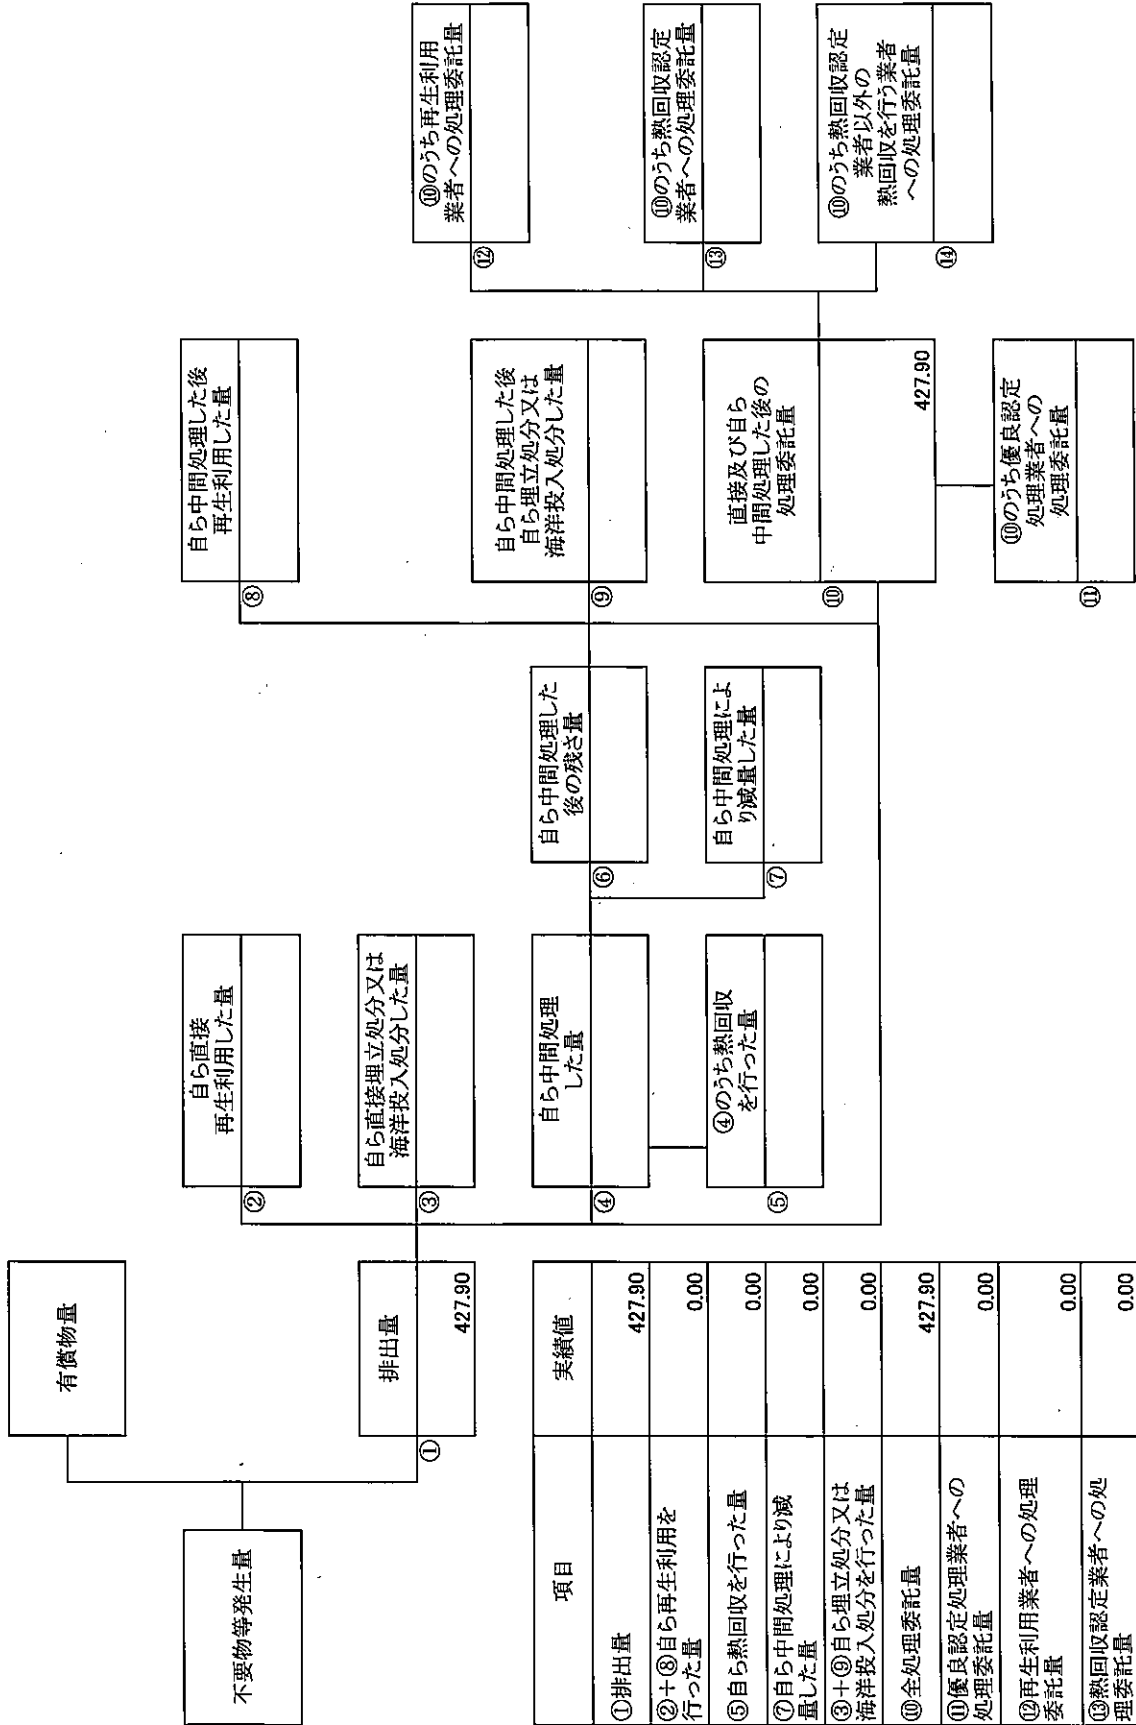 不要物等発生量
有償物量
排出量
①
427.90
自ら直接
再生利用した量
②
自ら直接埋立処分又は
海洋投入処分した量
③
自ら中間処理
した量
④
④のうち熱回収
を行った量
⑤
自ら中間処理した
後の残さ量
⑥
自ら中間処理によ
り減量した量
⑦
自ら中間処理した後
再生利用した量
⑧
自ら中間処理した後
自ら埋立処分又は
海洋投入処分した量
⑨
直接及び自ら
中間処理した後の
処理委託量
⑩
427.90
⑩のうち優良認定
処理業者への
処理委託量
⑪
⑩のうち再生利用
業者への処理委託量
⑫
⑩のうち熱回収認定
業者への処理委託量
⑬
⑩のうち熱回収認定
業者以外の
熱回収を行う業者
への処理委託量
⑭
項目 実績値
①排出量 427.90
②+⑧自ら再生利用を
行った量 0.00
⑤自ら熱回収を行った量 0.00
⑦自ら中間処理により減
量した量 0.00
③+⑨自ら埋立処分又は
海洋投入処分を行った量 0.00
⑩全処理委託量 427.90
⑪優良認定処理業者への
処理委託量 0.00
⑫再生利用業者への処理
委託量 0.00
⑬熱回収認定業者への処
理委託量 0.00